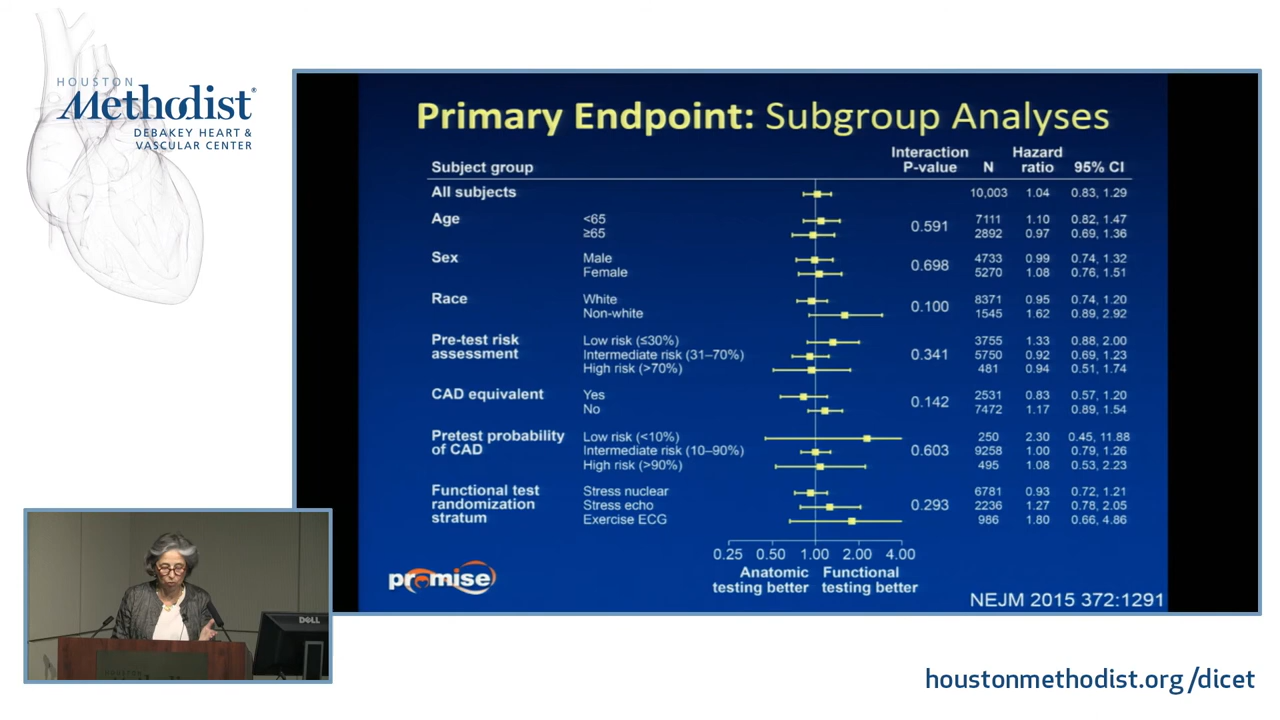 HOUSTON
Methodist®
DEBAKEY HEART &
VASCULAR CENTER
Primary Endpoint: Subgroup Analyses
Subject group Interaction P-value N Hazard ratio 95% CI
All subjects 10,003 1.04 0.83, 1.29
Age <65 0.591 7111 1.10 0.82, 1.47
≥65 2892 0.97 0.69, 1.36
Sex Male 0.698 4733 0.99 0.74, 1.32
Female 5270 1.08 0.76, 1.51
Race White 0.100 8371 0.95 0.74, 1.20
Non-white 1545 1.62 0.89, 2.92
Pre-test risk Low risk (≤30%) 3755 1.33 0.88, 2.00
assessment Intermediate risk (31–70%) 0.341 5750 0.92 0.69, 1.23
High risk (>70%) 481 0.94 0.51, 1.74
CAD equivalent Yes 0.142 2531 0.83 0.57, 1.20
No 7472 1.17 0.89, 1.54
Pretest probability Low risk (<10%) 250 2.30 0.45, 11.88
of CAD Intermediate risk (10–90%) 0.603 9258 1.00 0.79, 1.26
High risk (>90%) 495 1.08 0.53, 2.23
Functional test Stress nuclear 6781 0.93 0.72, 1.21
randomization Stress echo 0.293 2236 1.27 0.78, 2.05
stratum Exercise ECG 986 1.80 0.66, 4.86
0.25 0.50 1.00 2.00 4.00
Anatomic Functional
testing better testing better
promise
NEJM 2015 372:1291
DELL
houstonmethodist.org/dicet